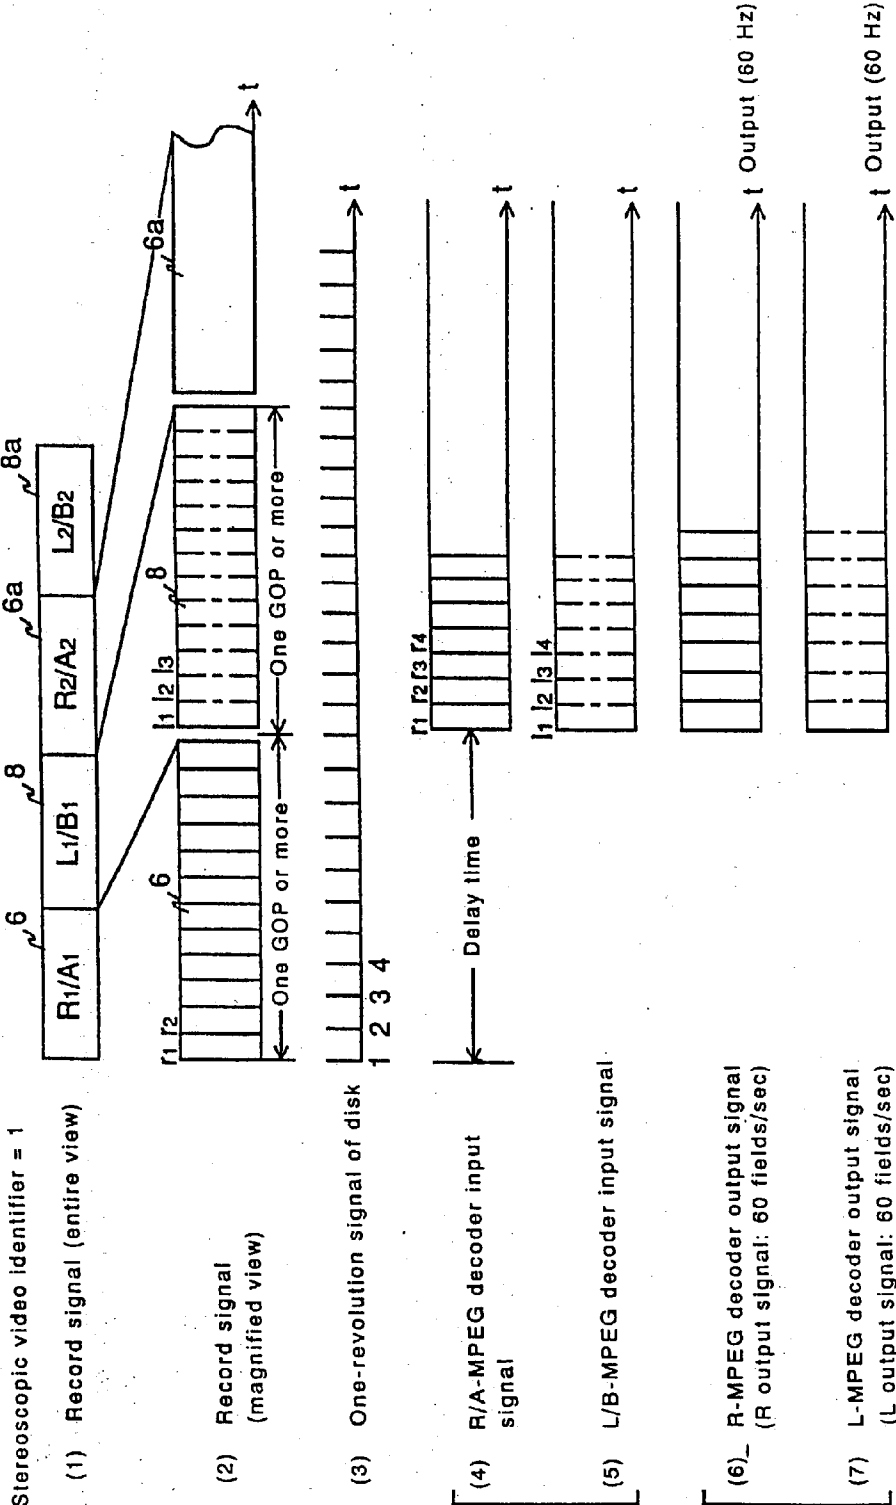 Stereoscopic video identifier = 1
6 8 6a 8a
(1) Record signal (entire view)
R1/A1 L1/B1 R2/A2 L2/B2
r1 r2 6 l1 l2 l3 8 6a
(2) Record signal
(magnified view)
t
One GOP or more One GOP or more
(3) One-revolution signal of disk
t
1 2 3 4
r1 r2 r3 r4
(4) R/A-MPEG decoder input
signal
Delay time
t
l1 l2 l3 l4
(5) L/B-MPEG decoder input signal
t
(6) R-MPEG decoder output signal
(R output signal: 60 fields/sec)
t Output (60 Hz)
(7) L-MPEG decoder output signal
(L output signal: 60 fields/sec)
t Output (60 Hz)